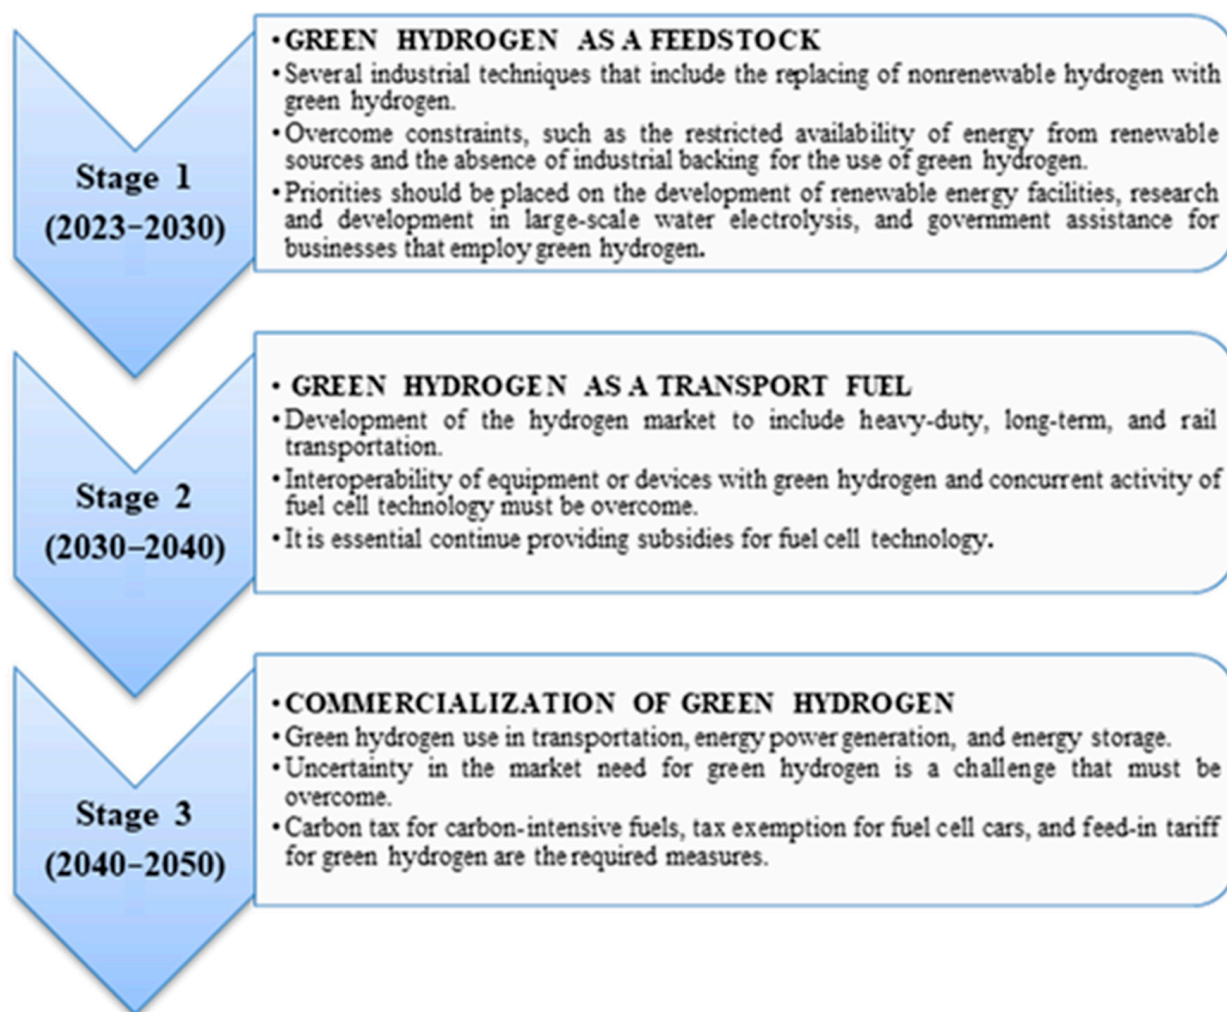 Stage 1
(2023–2030)
• GREEN HYDROGEN AS A FEEDSTOCK
• Several industrial techniques that include the replacing of nonrenewable hydrogen with
green hydrogen.
• Overcome constraints, such as the restricted availability of energy from renewable
sources and the absence of industrial backing for the use of green hydrogen.
• Priorities should be placed on the development of renewable energy facilities, research
and development in large-scale water electrolysis, and government assistance for
businesses that employ green hydrogen.
Stage 2
(2030–2040)
• GREEN HYDROGEN AS A TRANSPORT FUEL
• Development of the hydrogen market to include heavy-duty, long-term, and rail
transportation.
• Interoperability of equipment or devices with green hydrogen and concurrent activity of
fuel cell technology must be overcome.
• It is essential continue providing subsidies for fuel cell technology.
Stage 3
(2040–2050)
• COMMERCIALIZATION OF GREEN HYDROGEN
• Green hydrogen use in transportation, energy power generation, and energy storage.
• Uncertainty in the market need for green hydrogen is a challenge that must be
overcome.
• Carbon tax for carbon-intensive fuels, tax exemption for fuel cell cars, and feed-in tariff
for green hydrogen are the required measures.